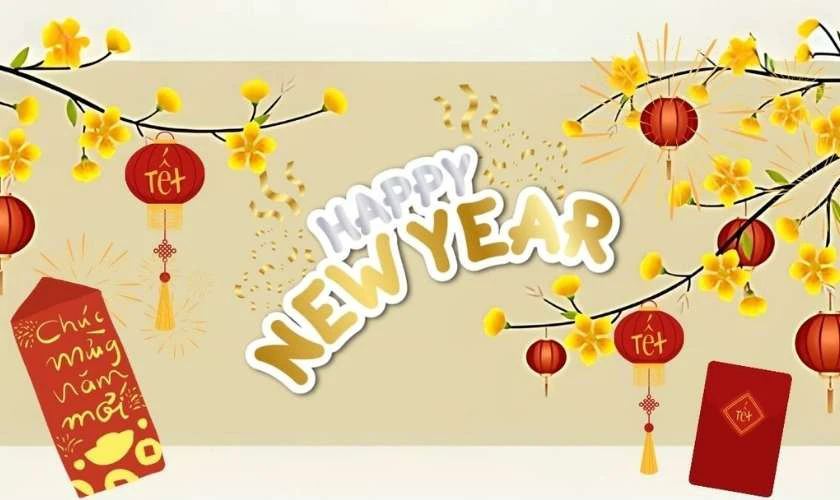 Tết
HAPPY
NEW YEAR
Chúc
mừng
năm
mới
Tết
Tết